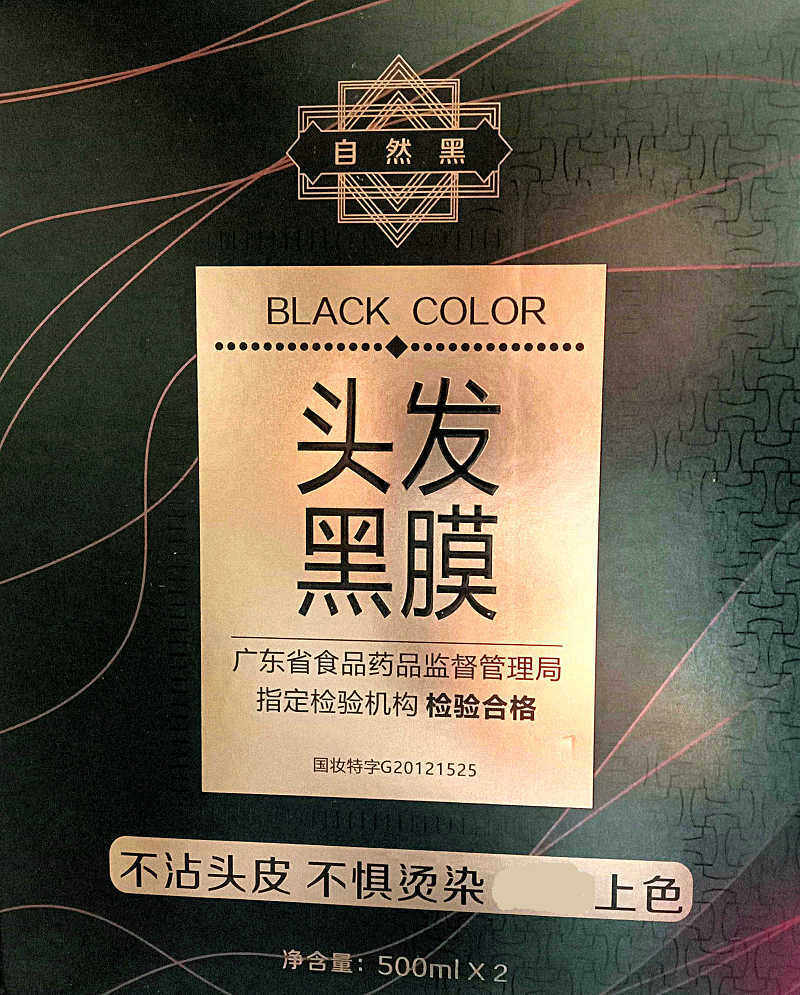 自然黑
BLACK COLOR
头发
黑膜
广东省食品药品监督管理局
指定检验机构 检验合格
国妆特字G20121525
不沾头皮 不惧烫染 上色
净含量：500ml X 2